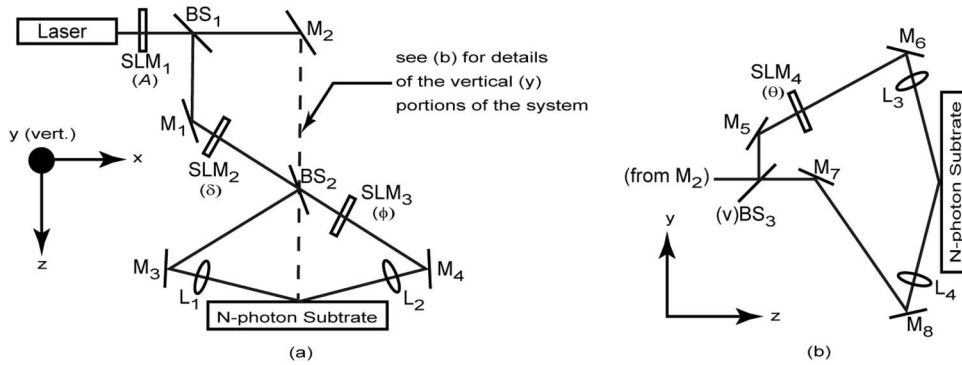 Laser
SLM1
(A)
BS1
M2
see (b) for details
of the vertical (y)
portions of the system
M1
SLM2
(δ)
BS2
SLM3
(ϕ)
y (vert.)
x
z
M3
L1
L2
M4
N-photon Subtrate
(a)
M6
SLM4
(θ)
L3
M5
(from M2)
M7
(v)BS3
N-photon Substrate
y
z
L4
M8
(b)